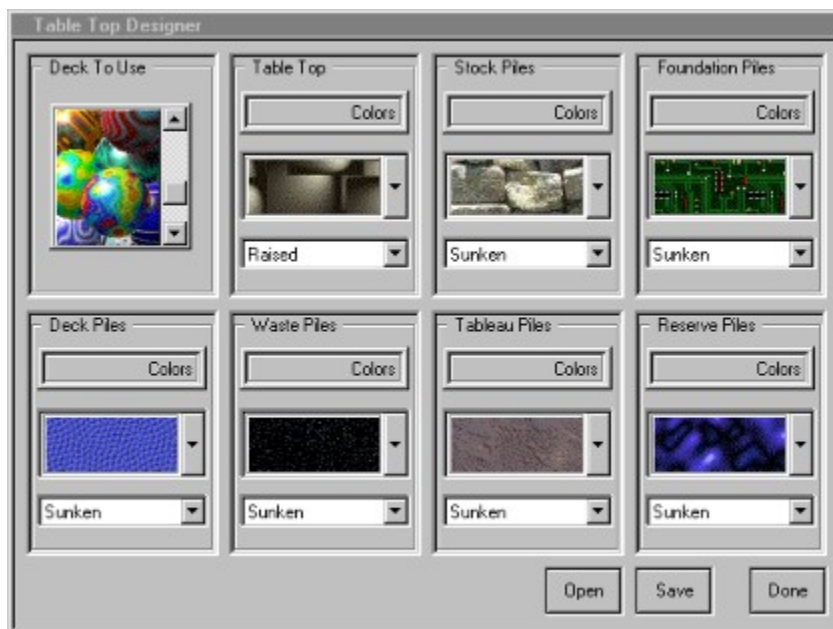 Table Top Designer
Deck To Use
Table Top
Stock Piles
Foundation Piles
Colors
Colors
Colors
Raised
Sunken
Sunken
Deck Piles
Waste Piles
Tableau Piles
Reserve Piles
Colors
Colors
Colors
Colors
Sunken
Sunken
Sunken
Sunken
Open
Save
Done